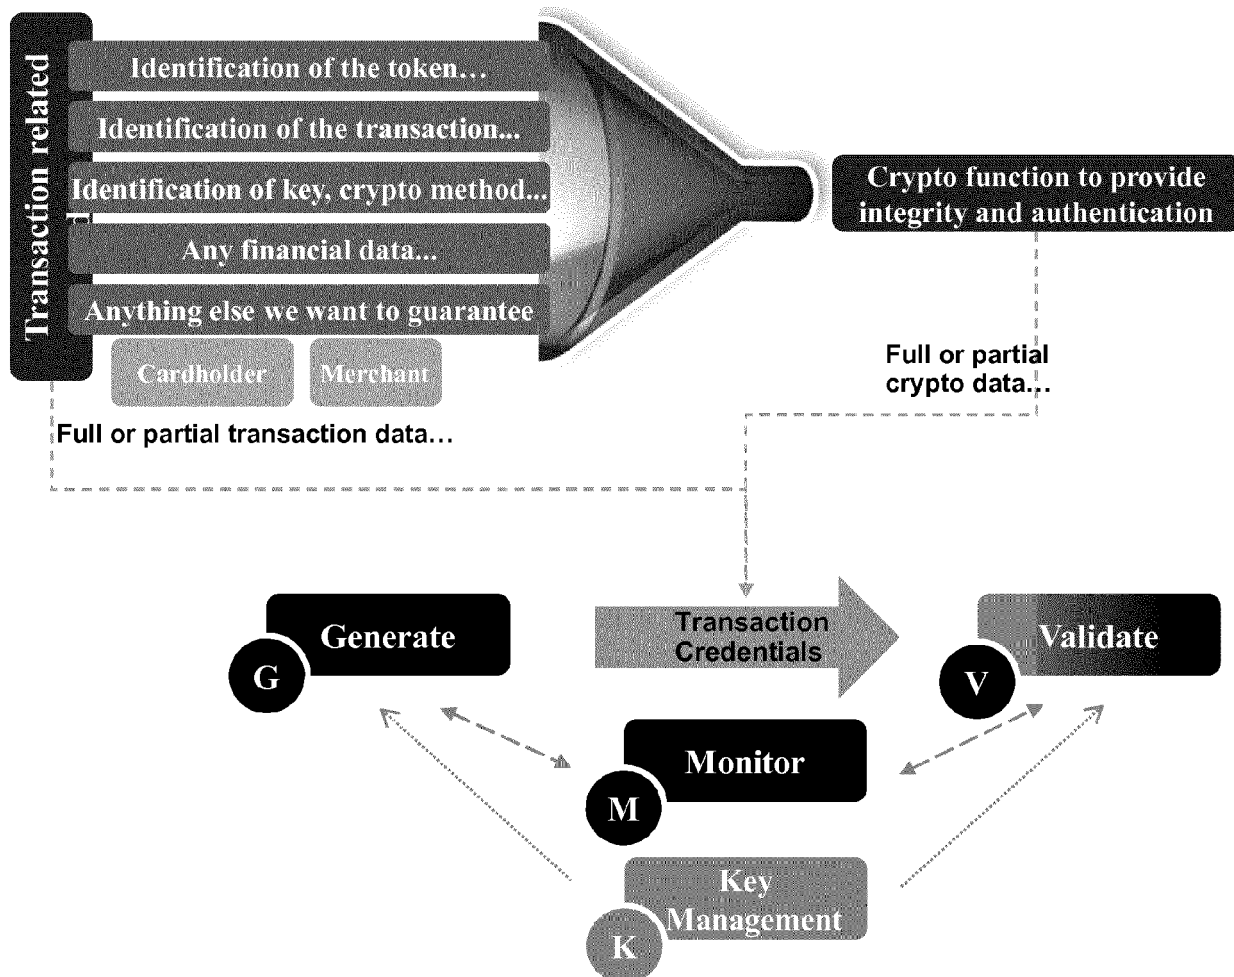 Transaction related
Identification of the token...
Identification of the transaction...
Identification of key, crypto method...
Any financial data...
Anything else we want to guarantee
Cardholder
Merchant
Crypto function to provide
integrity and authentication
Full or partial
crypto data...
Full or partial transaction data...
Generate
G
Transaction
Credentials
Validate
V
Monitor
M
Key
Management
K